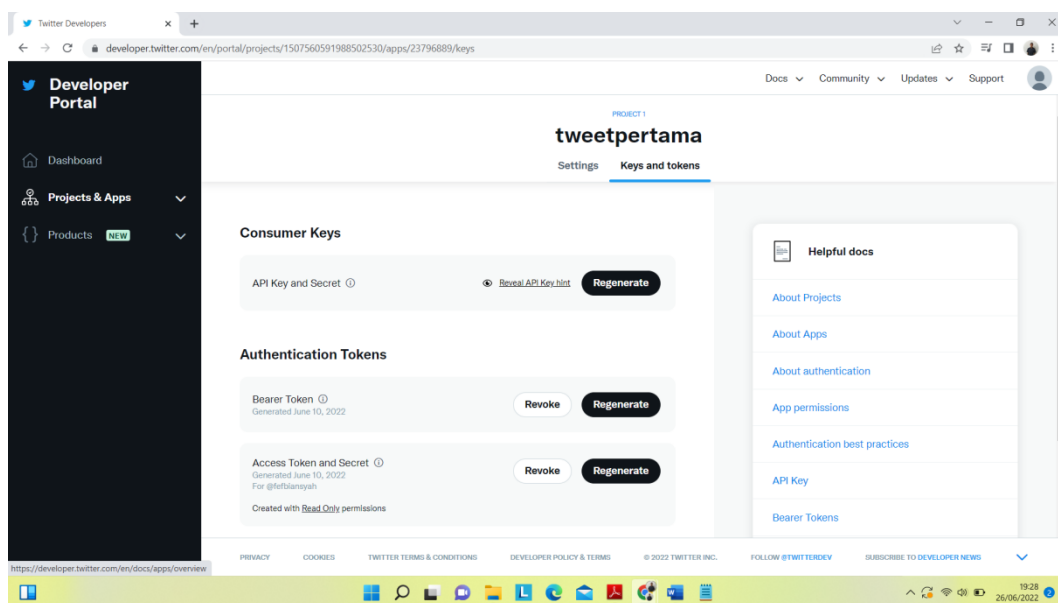 Twitter Developers
developer.twitter.com/en/portal/projects/1507560591988502530/apps/23796889/keys
Developer
Portal
Docs Community Updates Support
Dashboard
Projects & Apps
Products NEW
PROJECT 1
tweetpertama
Settings Keys and tokens
Consumer Keys
API Key and Secret Reveal API Key hint Regenerate
Authentication Tokens
Bearer Token Revoke Regenerate
Generated June 10, 2022
Access Token and Secret Revoke Regenerate
Generated June 10, 2022
For @fefbiansyah
Created with Read Only permissions
Helpful docs
About Projects
About Apps
About authentication
App permissions
Authentication best practices
API Key
Bearer Tokens
PRIVACY COOKIES TWITTER TERMS & CONDITIONS DEVELOPER POLICY & TERMS © 2022 TWITTER INC. FOLLOW @TWITTERDEV SUBSCRIBE TO DEVELOPER NEWS
https://developer.twitter.com/en/docs/apps/overview
L W
19:28
26/06/2022 2